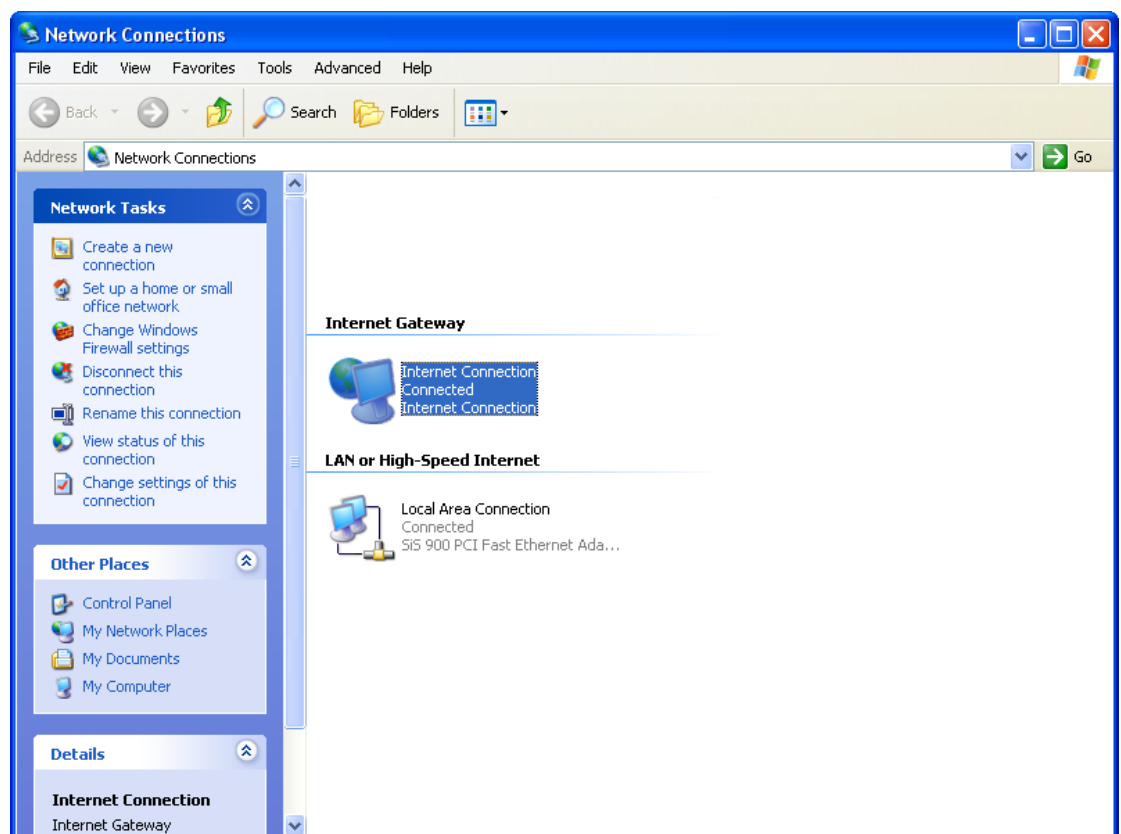 Network Connections
File Edit View Favorites Tools Advanced Help
Back Search Folders
Address Network Connections Go
Network Tasks
Create a new
connection
Set up a home or small
office network
Change Windows
Firewall settings
Disconnect this
connection
Rename this connection
View status of this
connection
Change settings of this
connection
Other Places
Control Panel
My Network Places
My Documents
My Computer
Details
Internet Connection
Internet Gateway
Internet Gateway
Internet Connection
Connected
Internet Connection
LAN or High-Speed Internet
Local Area Connection
Connected
SiS 900 PCI Fast Ethernet Ada...